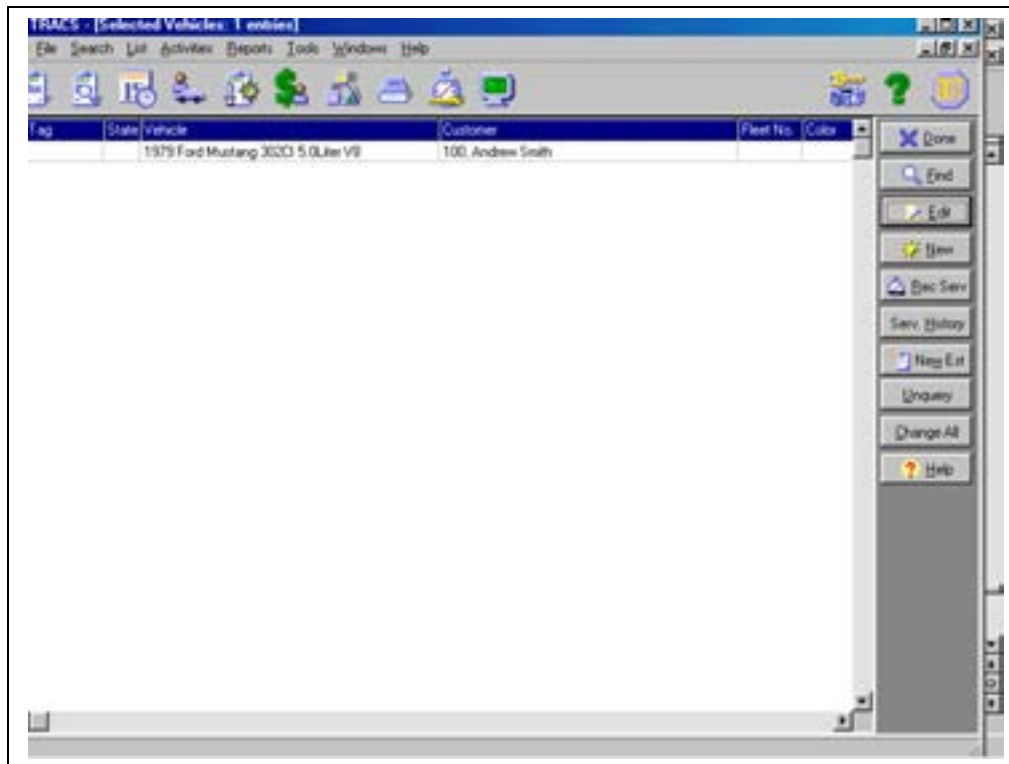 TRACS - [Selected Vehicles: 1 entries]
File Search List Activities Reports Tools Windows Help
Tag State Vehicle Customer Fleet No. Color
1979 Ford Mustang 302CI 5.0Liter V8 100, Andrew Smith
Done
Find
Edit
New
Rec Serv
Serv. History
New Est
Unquery
Change All
Help